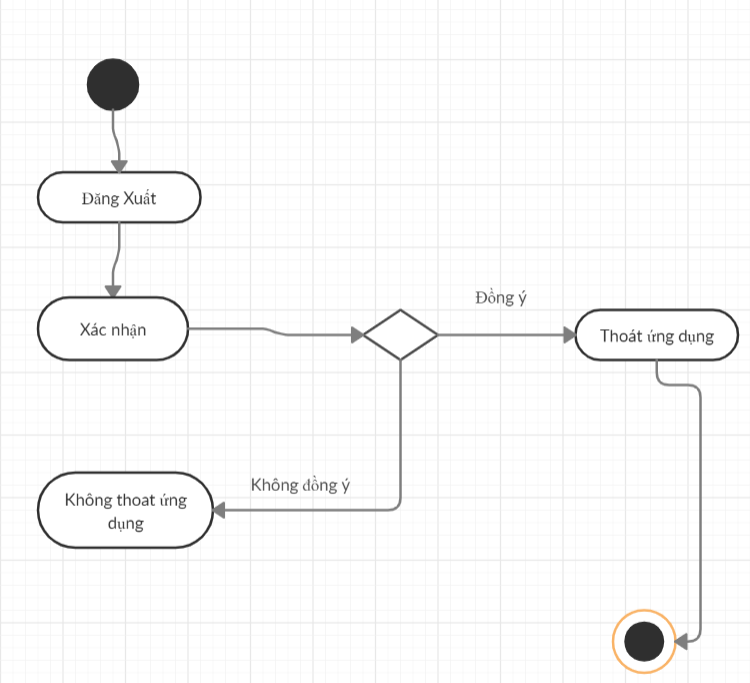 Đăng Xuất
Xác nhận
Đồng ý
Thoát ứng dụng
Không đồng ý
Không thoat ứng
dụng